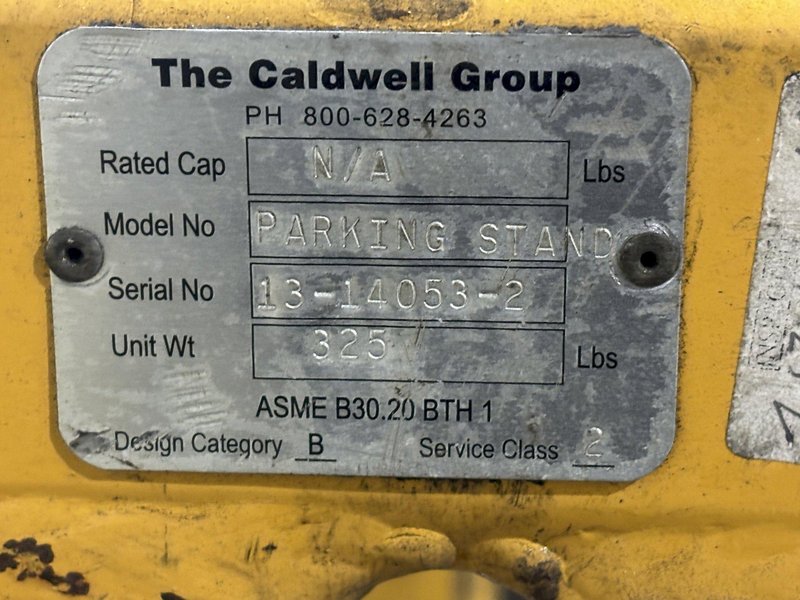 The Caldwell Group
PH 800-628-4263
Rated Cap N/A Lbs
Model No PARKING STAND
Serial No 13-14053-2
Unit Wt 325 Lbs
ASME B30.20 BTH 1
Design Category B Service Class 2